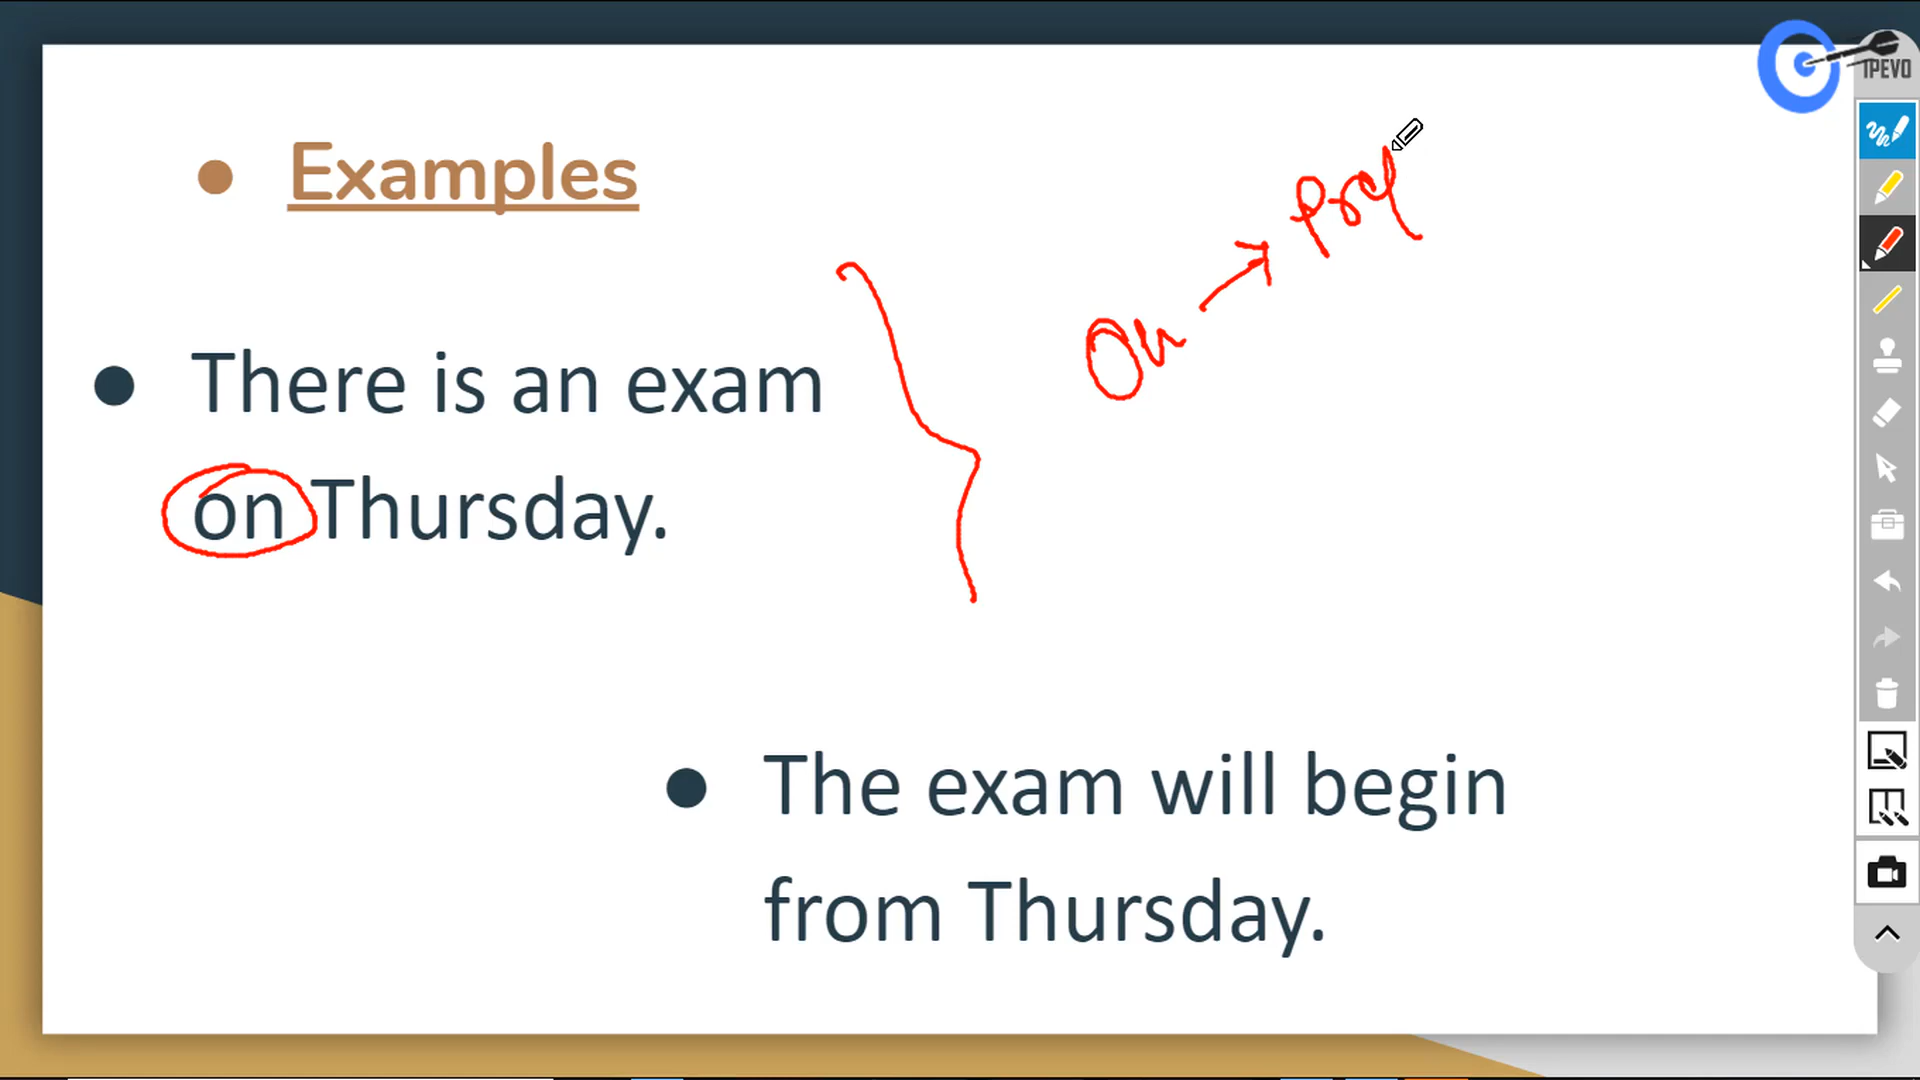 IPEVO
Examples
There is an exam
on Thursday.
On → Prep
The exam will begin
from Thursday.